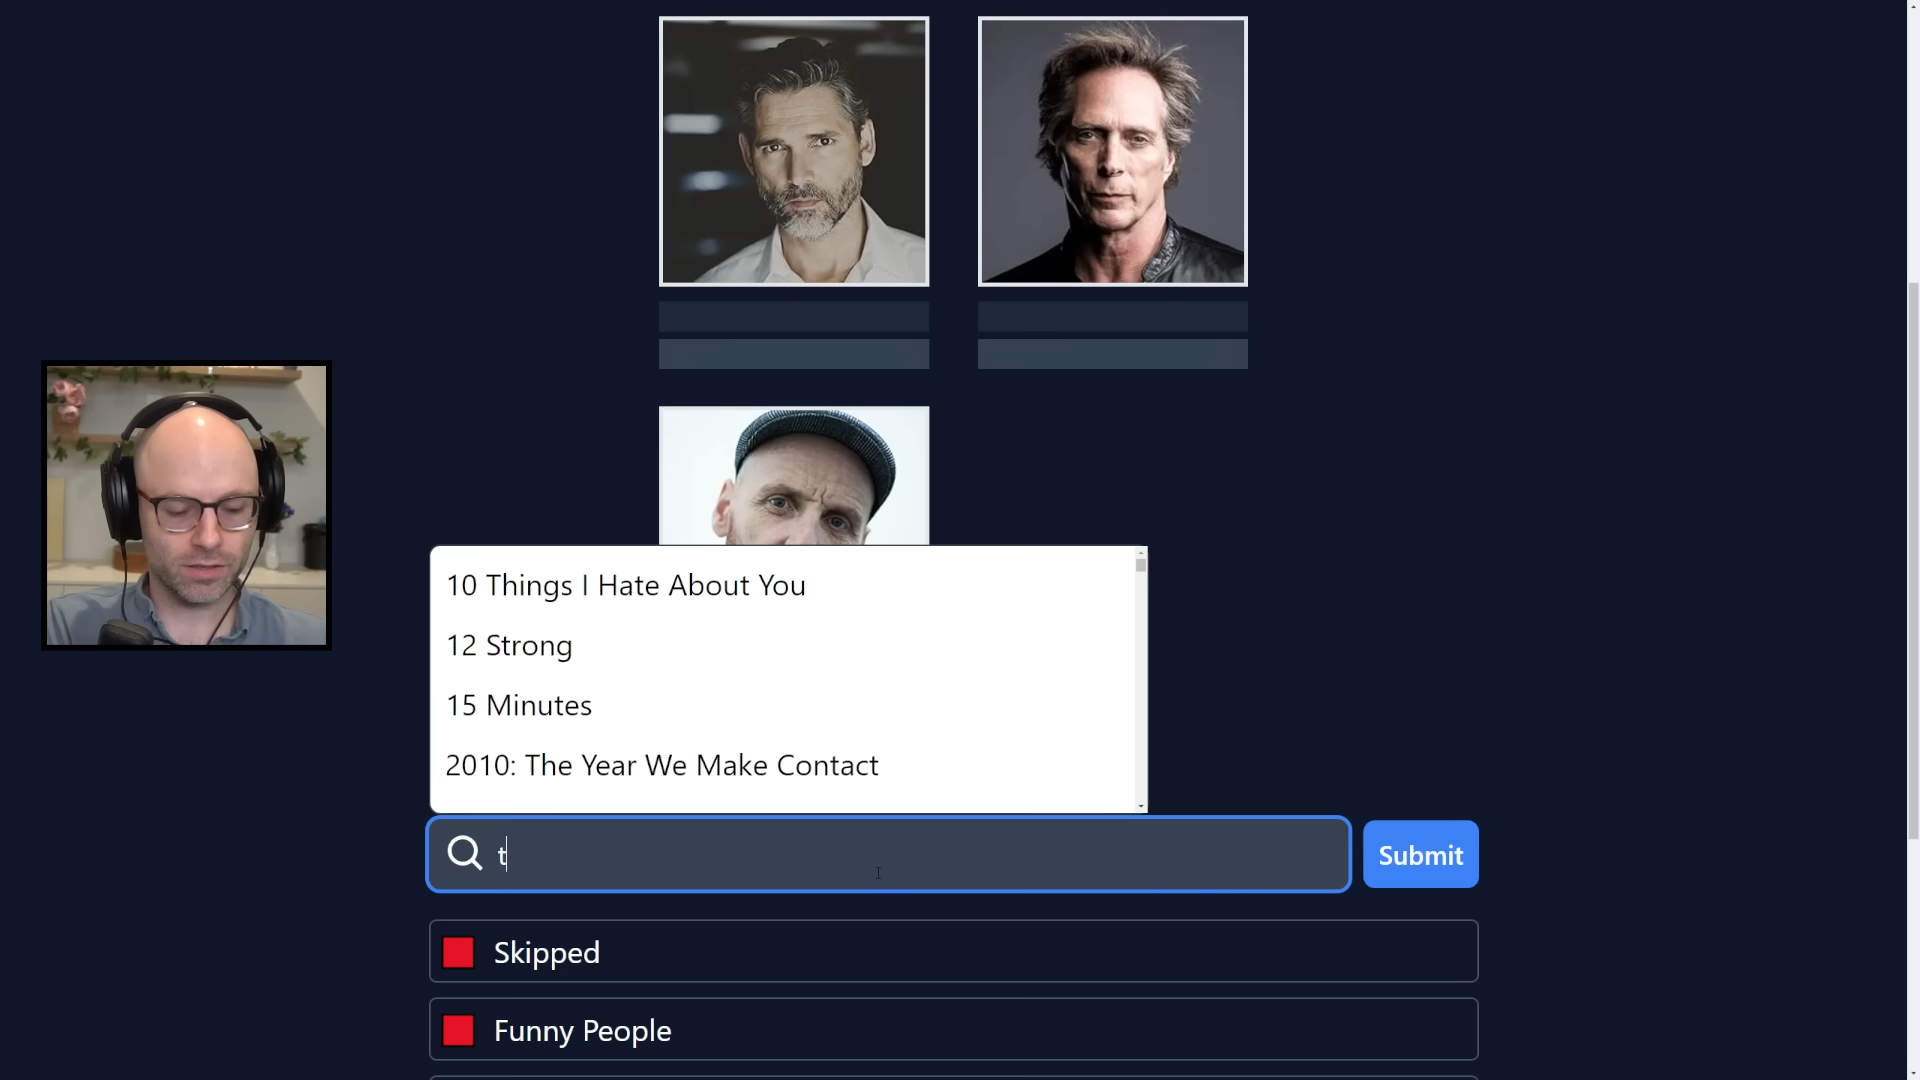 10 Things I Hate About You
12 Strong
15 Minutes
2010: The Year We Make Contact
t
Submit
Skipped
Funny People